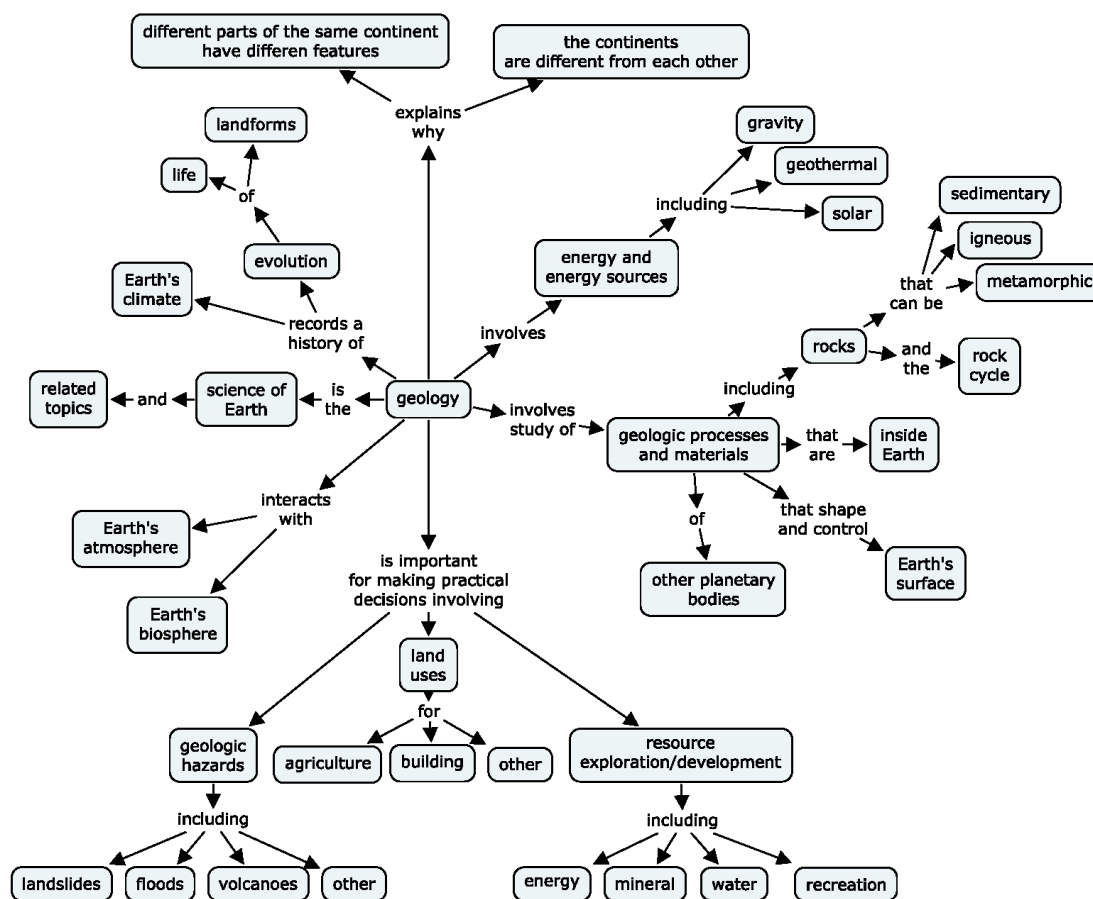 different parts of the same continent
have differen features
the continents
are different from each other
explains
why
landforms
life
of
evolution
Earth's
climate
records a
history of
gravity
geothermal
including
solar
energy and
energy sources
involves
sedimentary
igneous
that
can be
metamorphic
rocks
and
the
rock
cycle
including
related
topics
and
science of
Earth
is
the
geology
involves
study of
geologic processes
and materials
that
are
inside
Earth
interacts
with
Earth's
atmosphere
Earth's
biosphere
of
other planetary
bodies
that shape
and control
Earth's
surface
is important
for making practical
decisions involving
land
uses
for
agriculture
building
other
geologic
hazards
including
landslides
floods
volcanoes
other
resource
exploration/development
including
energy
mineral
water
recreation